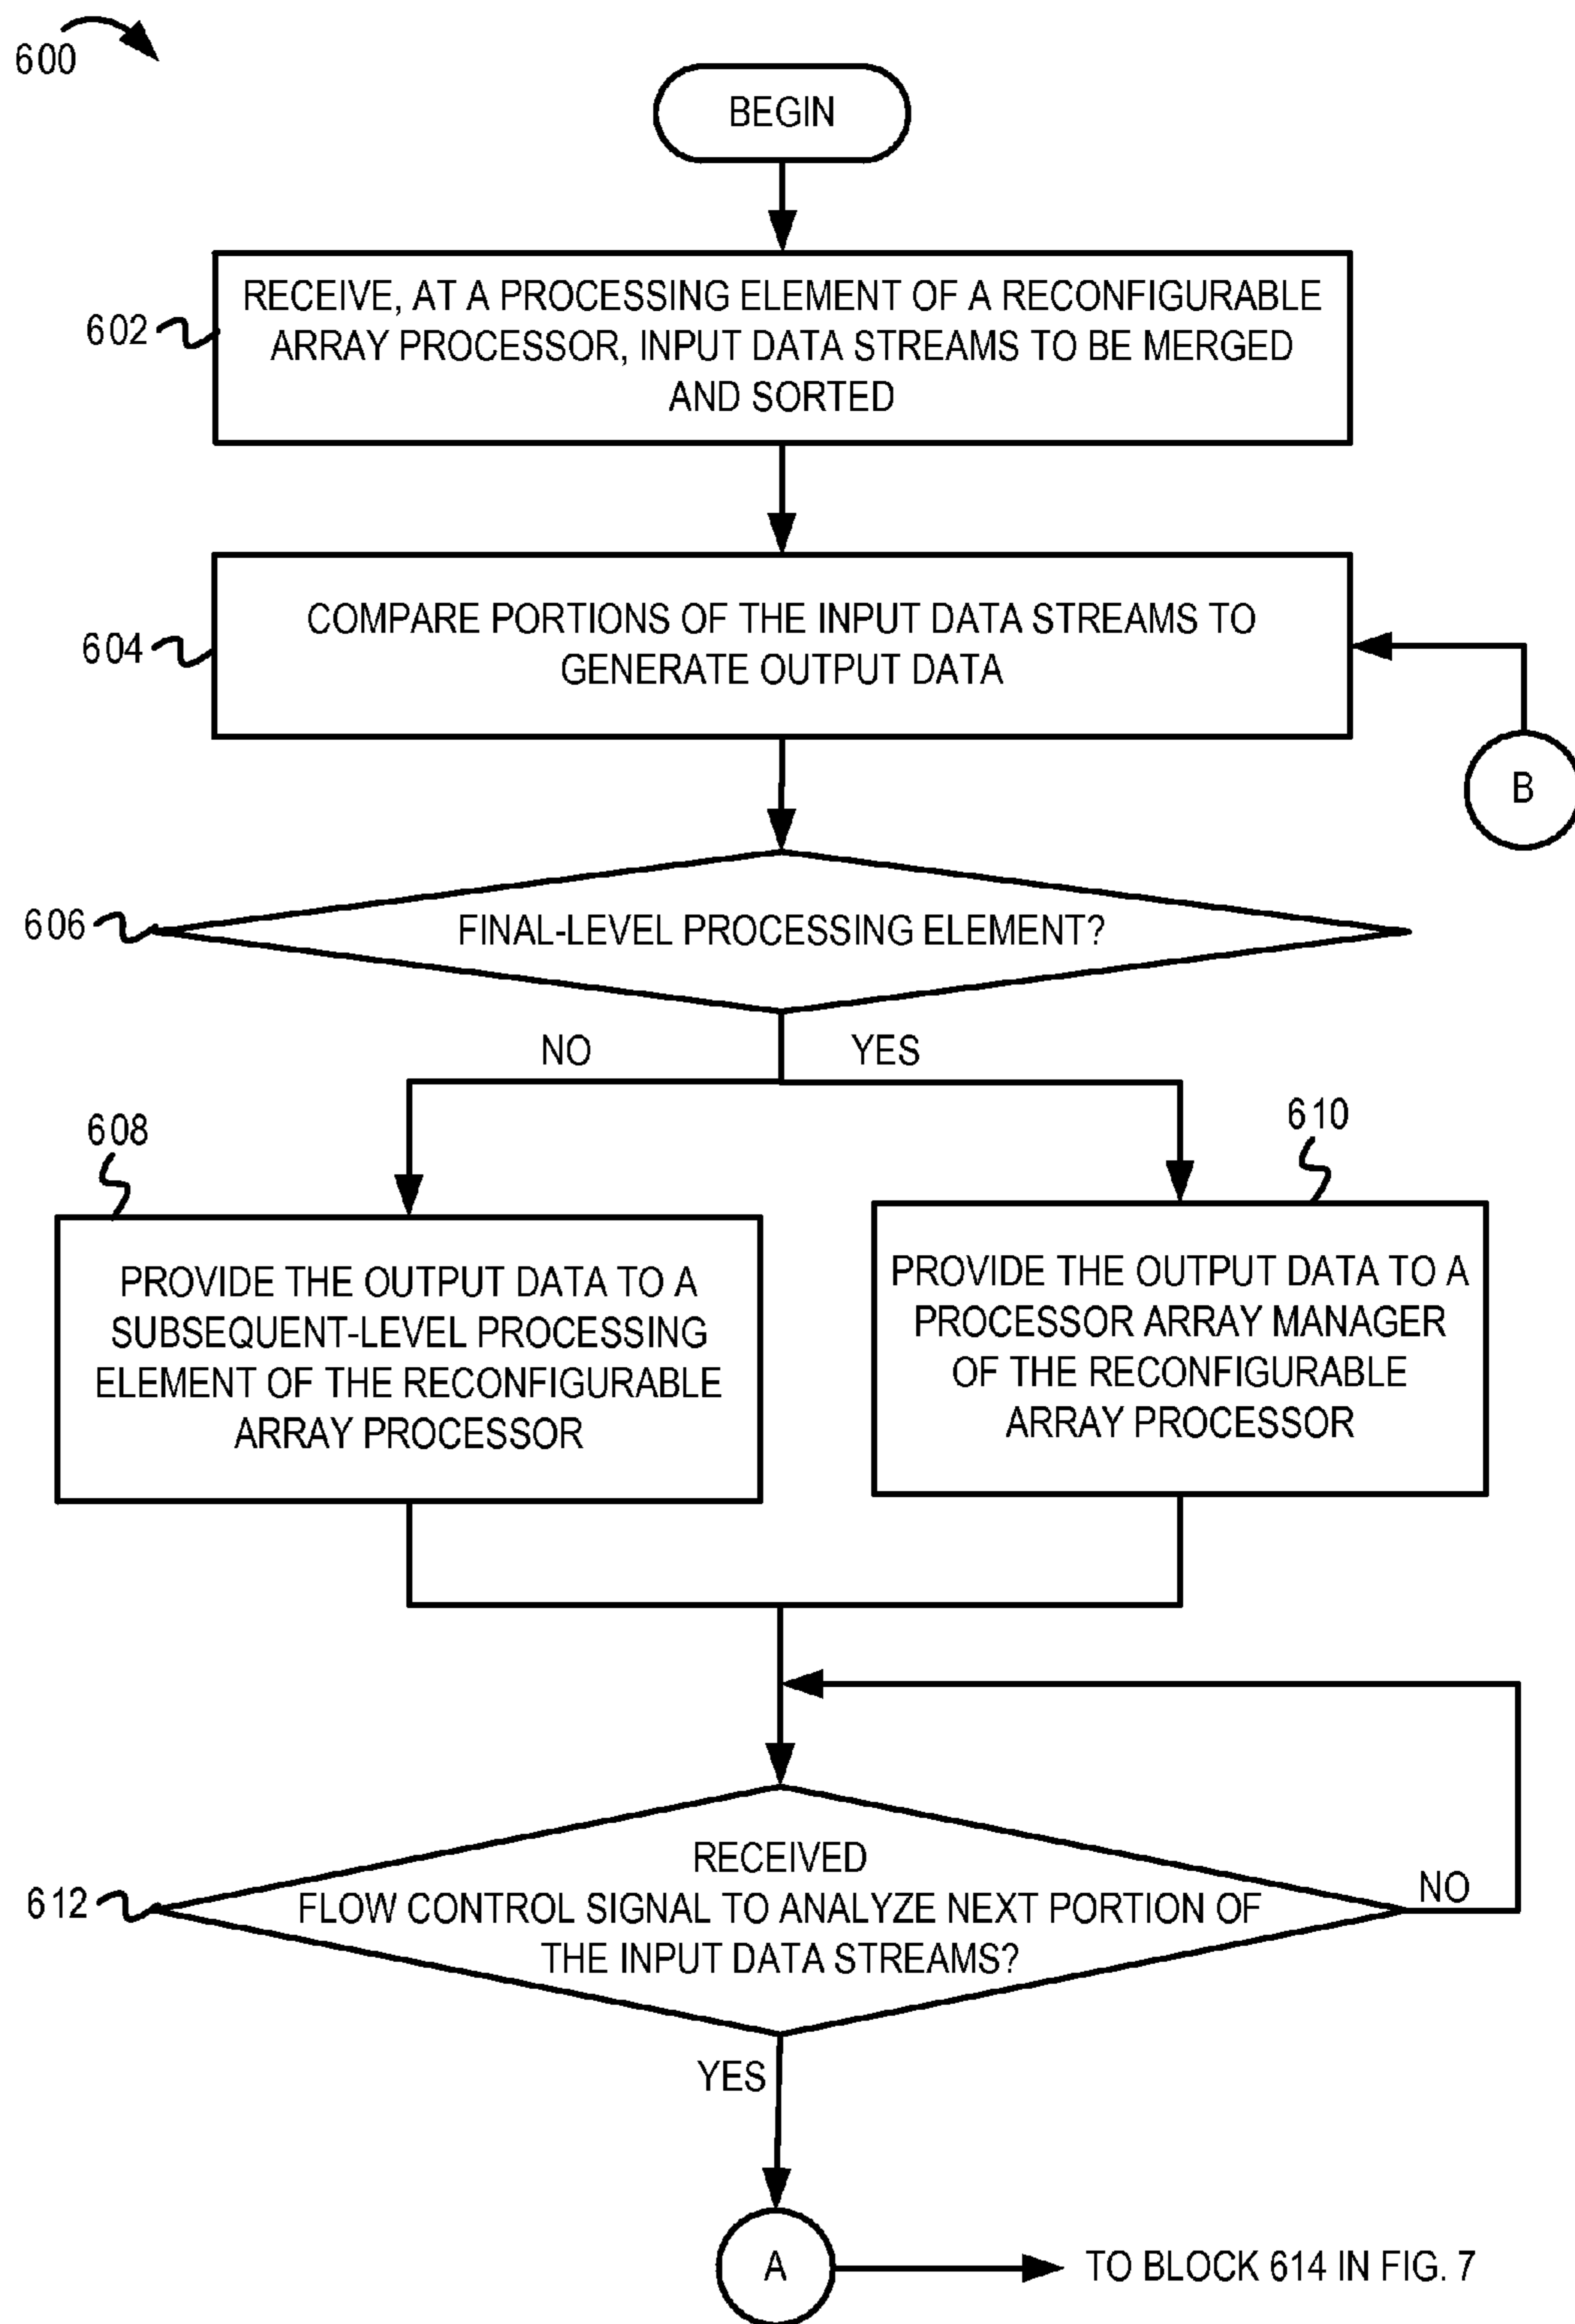 600
BEGIN
602
RECEIVE, AT A PROCESSING ELEMENT OF A RECONFIGURABLE
ARRAY PROCESSOR, INPUT DATA STREAMS TO BE MERGED
AND SORTED
604
COMPARE PORTIONS OF THE INPUT DATA STREAMS TO
GENERATE OUTPUT DATA
B
606
FINAL-LEVEL PROCESSING ELEMENT?
NO
YES
608
PROVIDE THE OUTPUT DATA TO A
SUBSEQUENT-LEVEL PROCESSING
ELEMENT OF THE RECONFIGURABLE
ARRAY PROCESSOR
610
PROVIDE THE OUTPUT DATA TO A
PROCESSOR ARRAY MANAGER
OF THE RECONFIGURABLE
ARRAY PROCESSOR
612
RECEIVED
FLOW CONTROL SIGNAL TO ANALYZE NEXT PORTION OF
THE INPUT DATA STREAMS?
NO
YES
A
TO BLOCK 614 IN FIG. 7